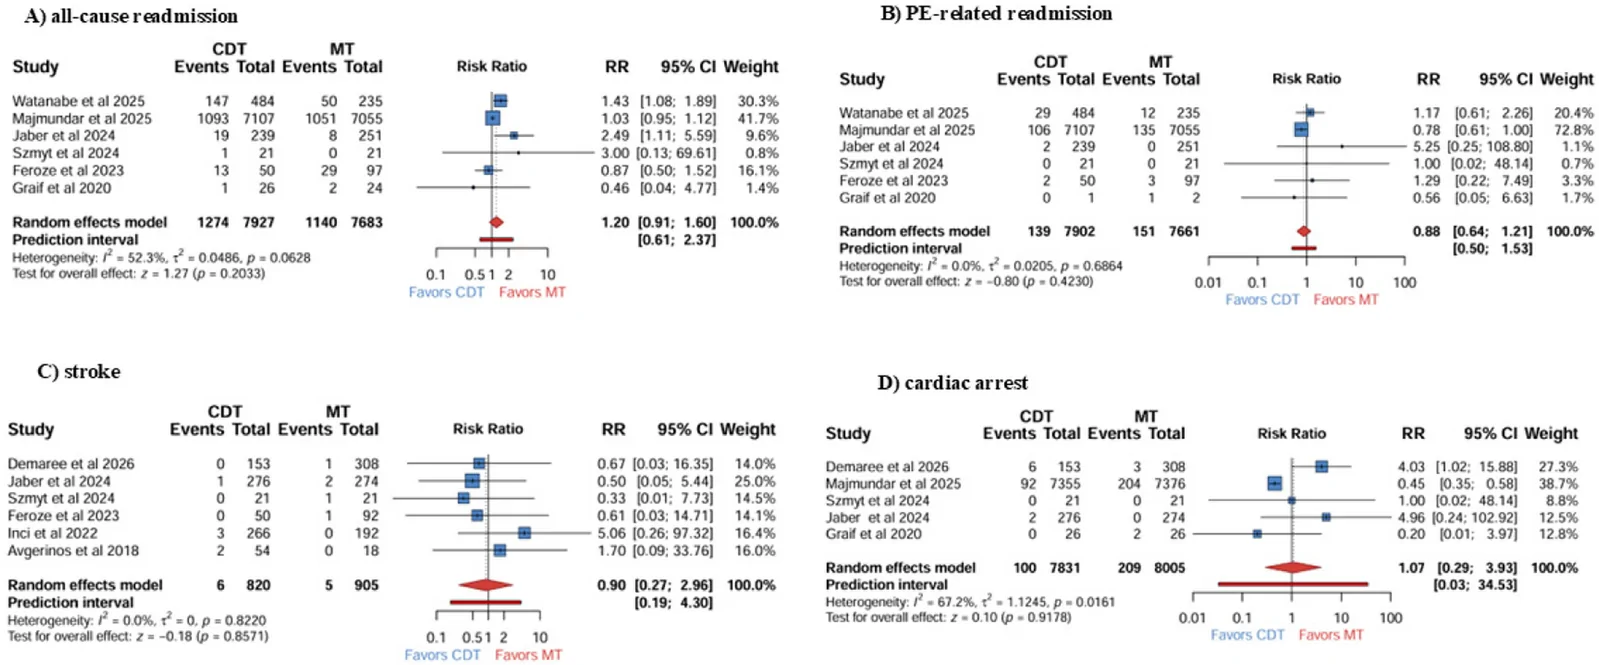 A) all-cause readmission
CDT MT
Study Events Total Events Total Risk Ratio RR 95% CI Weight
Watanabe et al 2025 147 484 50 235 1.43 [1.08; 1.89] 30.3%
Majmundar et al 2025 1093 7107 1051 7055 1.03 [0.95; 1.12] 41.7%
Jaber et al 2024 19 239 8 251 2.49 [1.11; 5.59] 9.6%
Szmyt et al 2024 1 21 0 21 3.00 [0.13; 69.61] 0.8%
Feroze et al 2023 13 50 29 97 0.87 [0.50; 1.52] 16.1%
Graif et al 2020 1 26 2 24 0.46 [0.04; 4.77] 1.4%
Random effects model 1274 7927 1140 7683 1.20 [0.91; 1.60] 100.0%
Prediction interval [0.61; 2.37]
Heterogeneity: I² = 52.3%, τ² = 0.0486, p = 0.0628
Test for overall effect: z = 1.27 (p = 0.2033)
0.1 0.5 1 2 10
Favors CDT Favors MT
B) PE-related readmission
CDT MT
Study Events Total Events Total Risk Ratio RR 95% CI Weight
Watanabe et al 2025 29 484 12 235 1.17 [0.61; 2.26] 20.4%
Majmundar et al 2025 106 7107 135 7055 0.78 [0.61; 1.00] 72.8%
Jaber et al 2024 2 239 0 251 5.25 [0.25; 108.80] 1.1%
Szmyt et al 2024 0 21 0 21 1.00 [0.02; 48.14] 0.7%
Feroze et al 2023 2 50 3 97 1.29 [0.22; 7.49] 3.3%
Graif et al 2020 0 1 1 2 0.56 [0.05; 6.63] 1.7%
Random effects model 139 7902 151 7661 0.88 [0.64; 1.21] 100.0%
Prediction interval [0.50; 1.53]
Heterogeneity: I² = 0.0%, τ² = 0.0205, p = 0.6864
Test for overall effect: z = −0.80 (p = 0.4230)
0.01 0.1 1 10 100
Favors CDT Favors MT
C) stroke
CDT MT
Study Events Total Events Total Risk Ratio RR 95% CI Weight
Demaree et al 2026 0 153 1 308 0.67 [0.03; 16.35] 14.0%
Jaber et al 2024 1 276 2 274 0.50 [0.05; 5.44] 25.0%
Szmyt et al 2024 0 21 1 21 0.33 [0.01; 7.73] 14.5%
Feroze et al 2023 0 50 1 92 0.61 [0.03; 14.71] 14.1%
Inci et al 2022 3 266 0 192 5.06 [0.26; 97.32] 16.4%
Avgerinos et al 2018 2 54 0 18 1.70 [0.09; 33.76] 16.0%
Random effects model 6 820 5 905 0.90 [0.27; 2.96] 100.0%
Prediction interval [0.19; 4.30]
Heterogeneity: I² = 0.0%, τ² = 0, p = 0.8220
Test for overall effect: z = −0.18 (p = 0.8571)
0.1 0.5 1 2 10
Favors CDT Favors MT
D) cardiac arrest
CDT MT
Study Events Total Events Total Risk Ratio RR 95% CI Weight
Demaree et al 2026 6 153 3 308 4.03 [1.02; 15.88] 27.3%
Majmundar et al 2025 92 7355 204 7376 0.45 [0.35; 0.58] 38.7%
Szmyt et al 2024 0 21 0 21 1.00 [0.02; 48.14] 8.8%
Jaber et al 2024 2 276 0 274 4.96 [0.24; 102.92] 12.5%
Graif et al 2020 0 26 2 26 0.20 [0.01; 3.97] 12.8%
Random effects model 100 7831 209 8005 1.07 [0.29; 3.93] 100.0%
Prediction interval [0.03; 34.53]
Heterogeneity: I² = 67.2%, τ² = 1.1245, p = 0.0161
Test for overall effect: z = 0.10 (p = 0.9178)
0.01 0.1 1 10 100
Favors CDT Favors MT